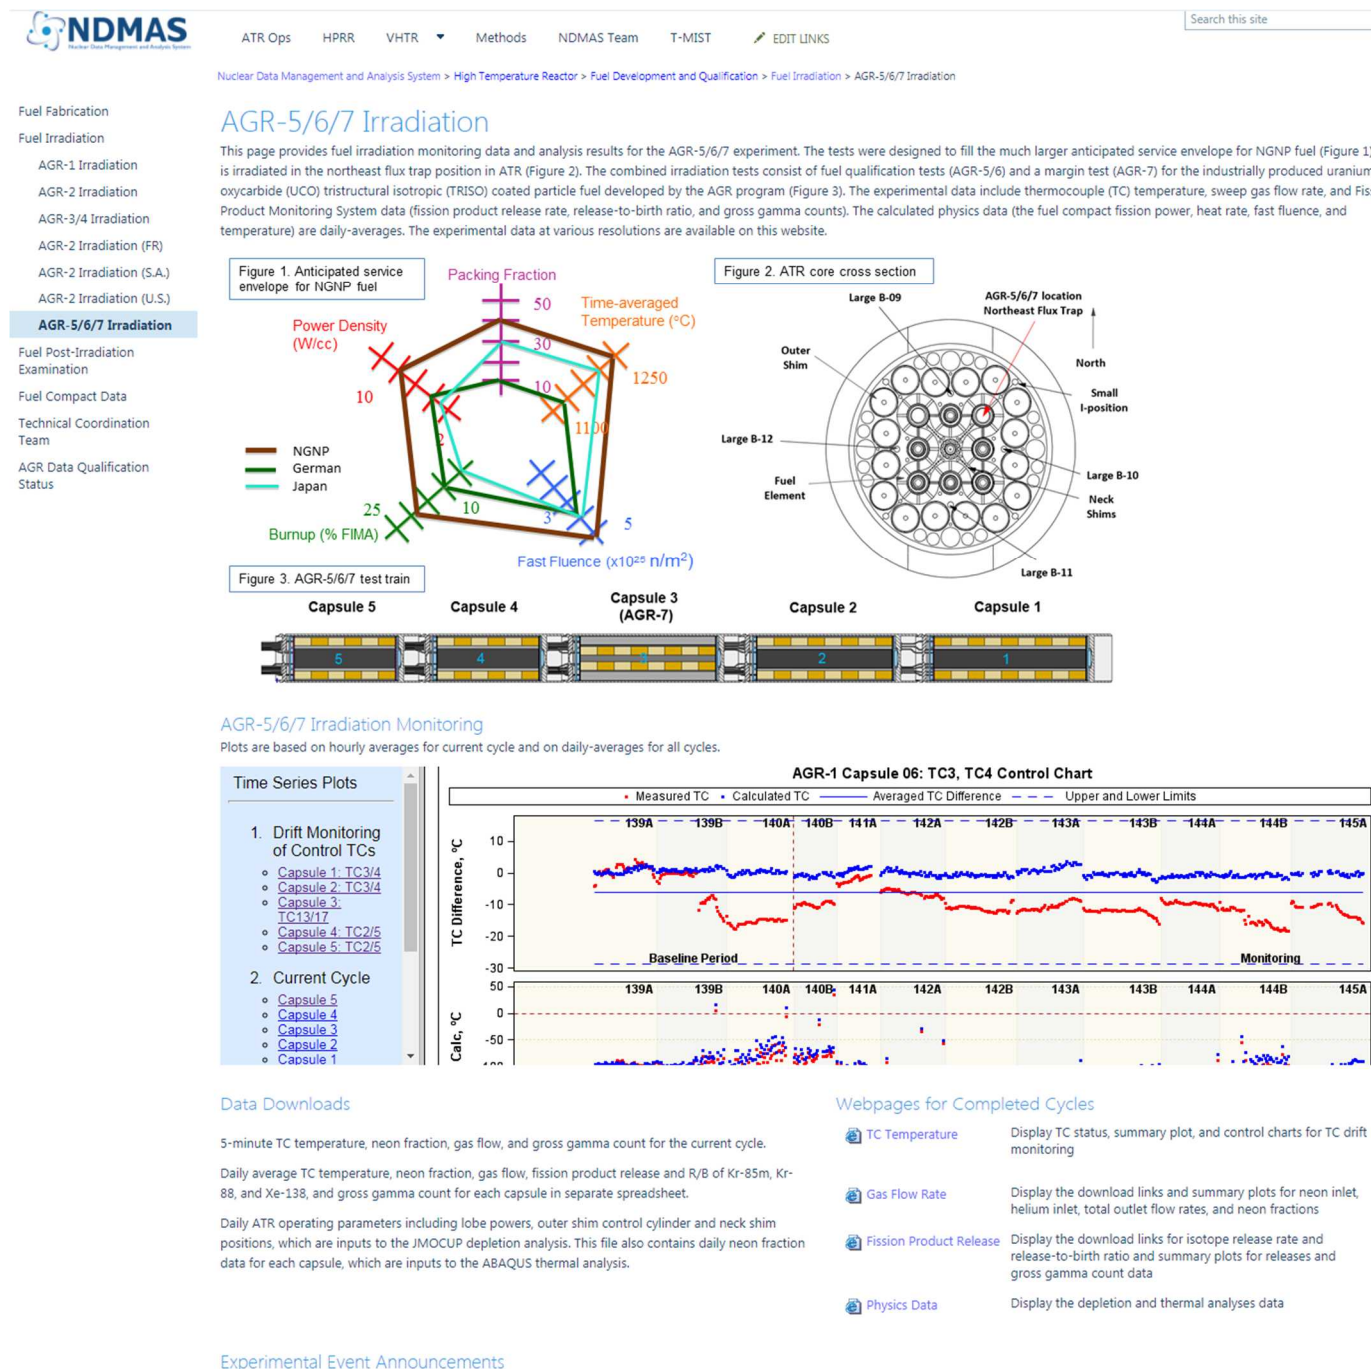 NDMAS
Nuclear Data Management and Analysis System
ATR Ops HPRR VHTR Methods NDMAS Team T-MIST EDIT LINKS
Search this site
Nuclear Data Management and Analysis System > High Temperature Reactor > Fuel Development and Qualification > Fuel Irradiation > AGR-5/6/7 Irradiation
Fuel Fabrication
Fuel Irradiation
AGR-1 Irradiation
AGR-2 Irradiation
AGR-3/4 Irradiation
AGR-2 Irradiation (FR)
AGR-2 Irradiation (S.A.)
AGR-2 Irradiation (U.S.)
AGR-5/6/7 Irradiation
Fuel Post-Irradiation
Examination
Fuel Compact Data
Technical Coordination
Team
AGR Data Qualification
Status
AGR-5/6/7 Irradiation
This page provides fuel irradiation monitoring data and analysis results for the AGR-5/6/7 experiment. The tests were designed to fill the much larger anticipated service envelope for NGNP fuel (Figure 1)
is irradiated in the northeast flux trap position in ATR (Figure 2). The combined irradiation tests consist of fuel qualification tests (AGR-5/6) and a margin test (AGR-7) for the industrially produced uranium
oxycarbide (UCO) tristructural isotropic (TRISO) coated particle fuel developed by the AGR program (Figure 3). The experimental data include thermocouple (TC) temperature, sweep gas flow rate, and Fis
Product Monitoring System data (fission product release rate, release-to-birth ratio, and gross gamma counts). The calculated physics data (the fuel compact fission power, heat rate, fast fluence, and
temperature) are daily-averages. The experimental data at various resolutions are available on this website.
Figure 1. Anticipated service
envelope for NGNP fuel
Packing Fraction
50
30
10
Time-averaged
Temperature (°C)
1250
1100
Power Density
(W/cc)
10
2
NGNP
German
Japan
25
10
Burnup (% FIMA)
3
5
Fast Fluence (x10²⁵ n/m²)
Figure 2. ATR core cross section
Large B-09
AGR-5/6/7 location
Northeast Flux Trap
North
Outer
Shim
Small
I-position
Large B-12
Large B-10
Fuel
Element
Neck
Shims
Large B-11
Figure 3. AGR-5/6/7 test train
Capsule 5 Capsule 4 Capsule 3 Capsule 2 Capsule 1
(AGR-7)
5 4 3 2 1
AGR-5/6/7 Irradiation Monitoring
Plots are based on hourly averages for current cycle and on daily-averages for all cycles.
Time Series Plots
1. Drift Monitoring
of Control TCs
Capsule 1: TC3/4
Capsule 2: TC3/4
Capsule 3:
TC13/17
Capsule 4: TC2/5
Capsule 5: TC2/5
2. Current Cycle
Capsule 5
Capsule 4
Capsule 3
Capsule 2
Capsule 1
AGR-1 Capsule 06: TC3, TC4 Control Chart
Measured TC Calculated TC Averaged TC Difference Upper and Lower Limits
139A 139B 140A 140B 141A 142A 142B 143A 143B 144A 144B 145A
TC Difference, °C
10
0
-10
-20
-30
Baseline Period Monitoring
139A 139B 140A 140B 141A 142A 142B 143A 143B 144A 144B 145A
Calc, °C
50
0
-50
Data Downloads
5-minute TC temperature, neon fraction, gas flow, and gross gamma count for the current cycle.
Daily average TC temperature, neon fraction, gas flow, fission product release and R/B of Kr-85m, Kr-
88, and Xe-138, and gross gamma count for each capsule in separate spreadsheet.
Daily ATR operating parameters including lobe powers, outer shim control cylinder and neck shim
positions, which are inputs to the JMOCUP depletion analysis. This file also contains daily neon fraction
data for each capsule, which are inputs to the ABAQUS thermal analysis.
Webpages for Completed Cycles
TC Temperature Display TC status, summary plot, and control charts for TC drift
monitoring
Gas Flow Rate Display the download links and summary plots for neon inlet,
helium inlet, total outlet flow rates, and neon fractions
Fission Product Release Display the download links for isotope release rate and
release-to-birth ratio and summary plots for releases and
gross gamma count data
Physics Data Display the depletion and thermal analyses data
Experimental Event Announcements